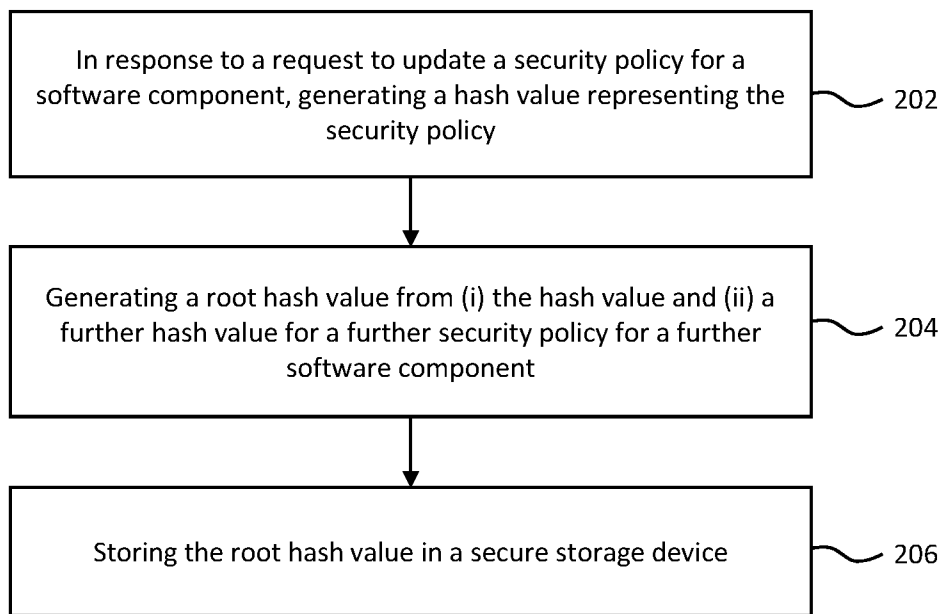 In response to a request to update a security policy for a
software component, generating a hash value representing the
security policy
202
Generating a root hash value from (i) the hash value and (ii) a
further hash value for a further security policy for a further
software component
204
Storing the root hash value in a secure storage device
206